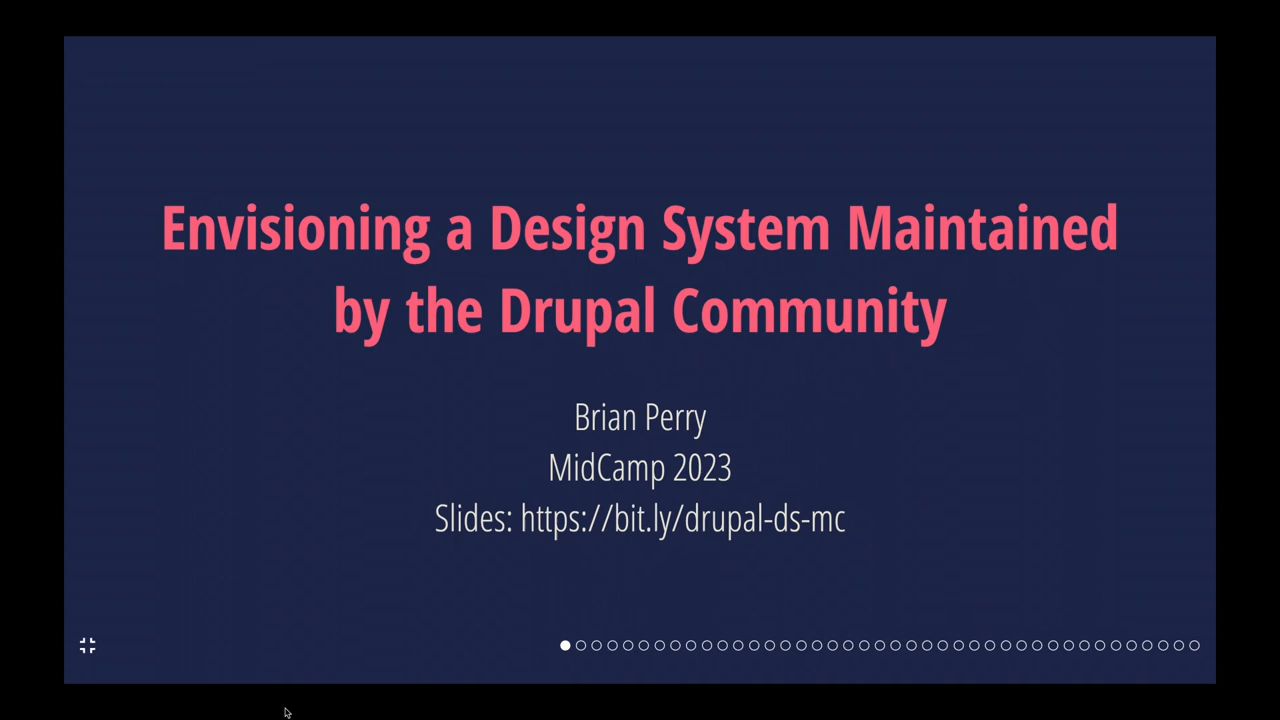 Envisioning a Design System Maintained
by the Drupal Community
Brian Perry
MidCamp 2023
Slides: https://bit.ly/drupal-ds-mc